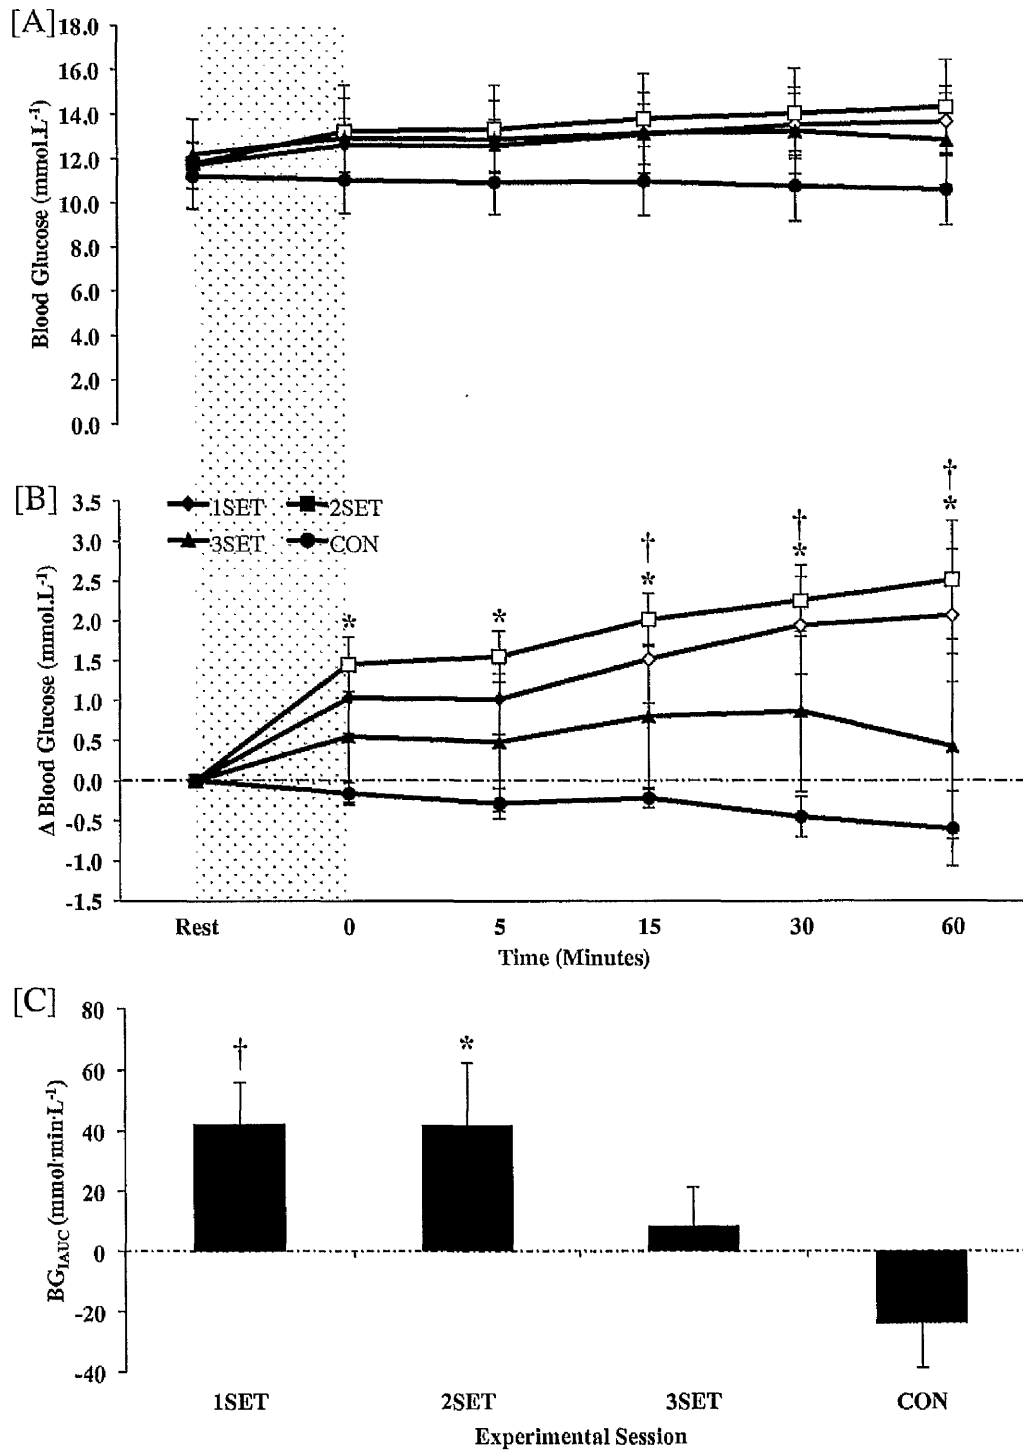 [A]
18.0
16.0
14.0
12.0
10.0
8.0
6.0
4.0
2.0
0.0
Blood Glucose (mmol.L⁻¹)
[B]
3.5
3.0
2.5
2.0
1.5
1.0
0.5
0.0
-0.5
-1.0
-1.5
Δ Blood Glucose (mmol.L⁻¹)
1SET 2SET
3SET CON
* * † * † * † *
Rest 0 5 15 30 60
Time (Minutes)
[C]
80
60
40
20
0
-20
-40
BG_IAUC (mmol·min·L⁻¹)
† *
1SET 2SET 3SET CON
Experimental Session